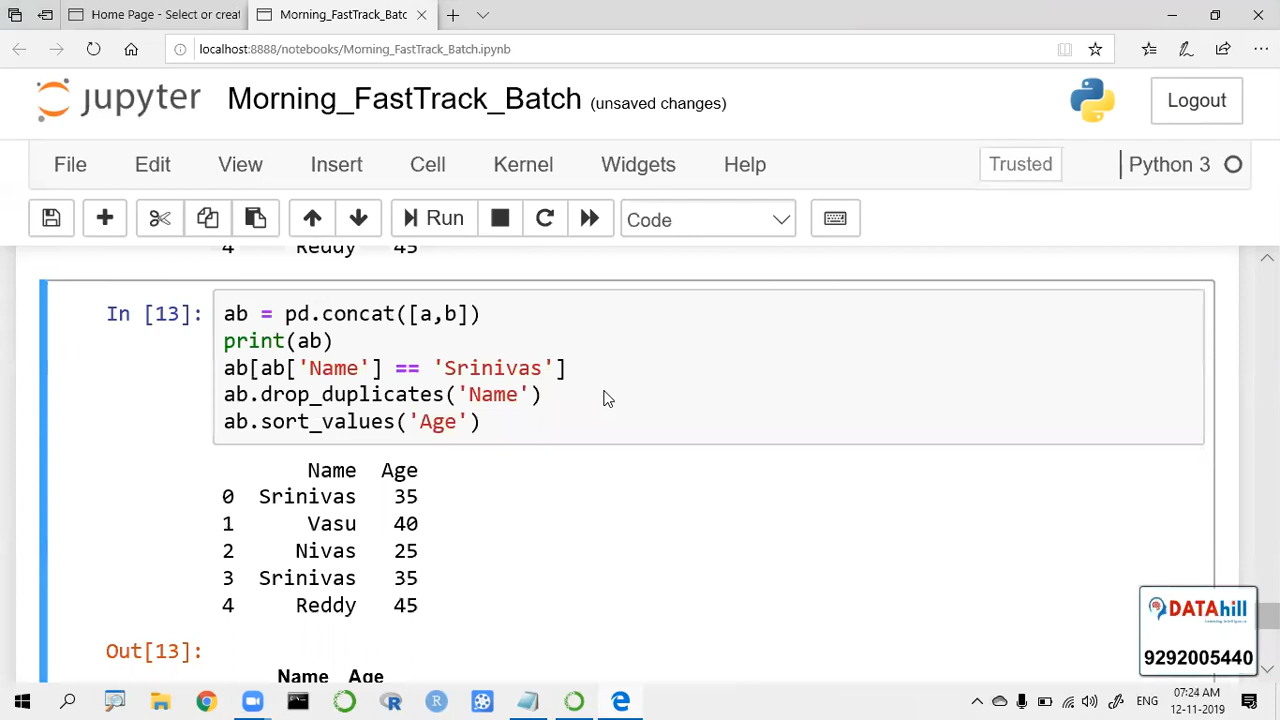 Home Page - Select or creat
Morning_FastTrack_Batc
localhost:8888/notebooks/Morning_FastTrack_Batch.ipynb
jupyter Morning_FastTrack_Batch (unsaved changes)
Logout
File Edit View Insert Cell Kernel Widgets Help
Trusted
Python 3
Run
Code
4 Reddy 45
In [13]: ab = pd.concat([a,b])
print(ab)
ab[ab['Name'] == 'Srinivas']
ab.drop_duplicates('Name')
ab.sort_values('Age')
Name Age
0 Srinivas 35
1 Vasu 40
2 Nivas 25
3 Srinivas 35
4 Reddy 45
Out[13]:
Name Age
DATAhill
9292005440
ENG
07:24 AM
12-11-2019